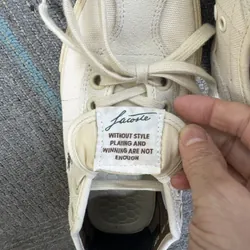 Lacoste
WITHOUT STYLE
PLAYING AND
WINNING ARE NOT
ENOUGH